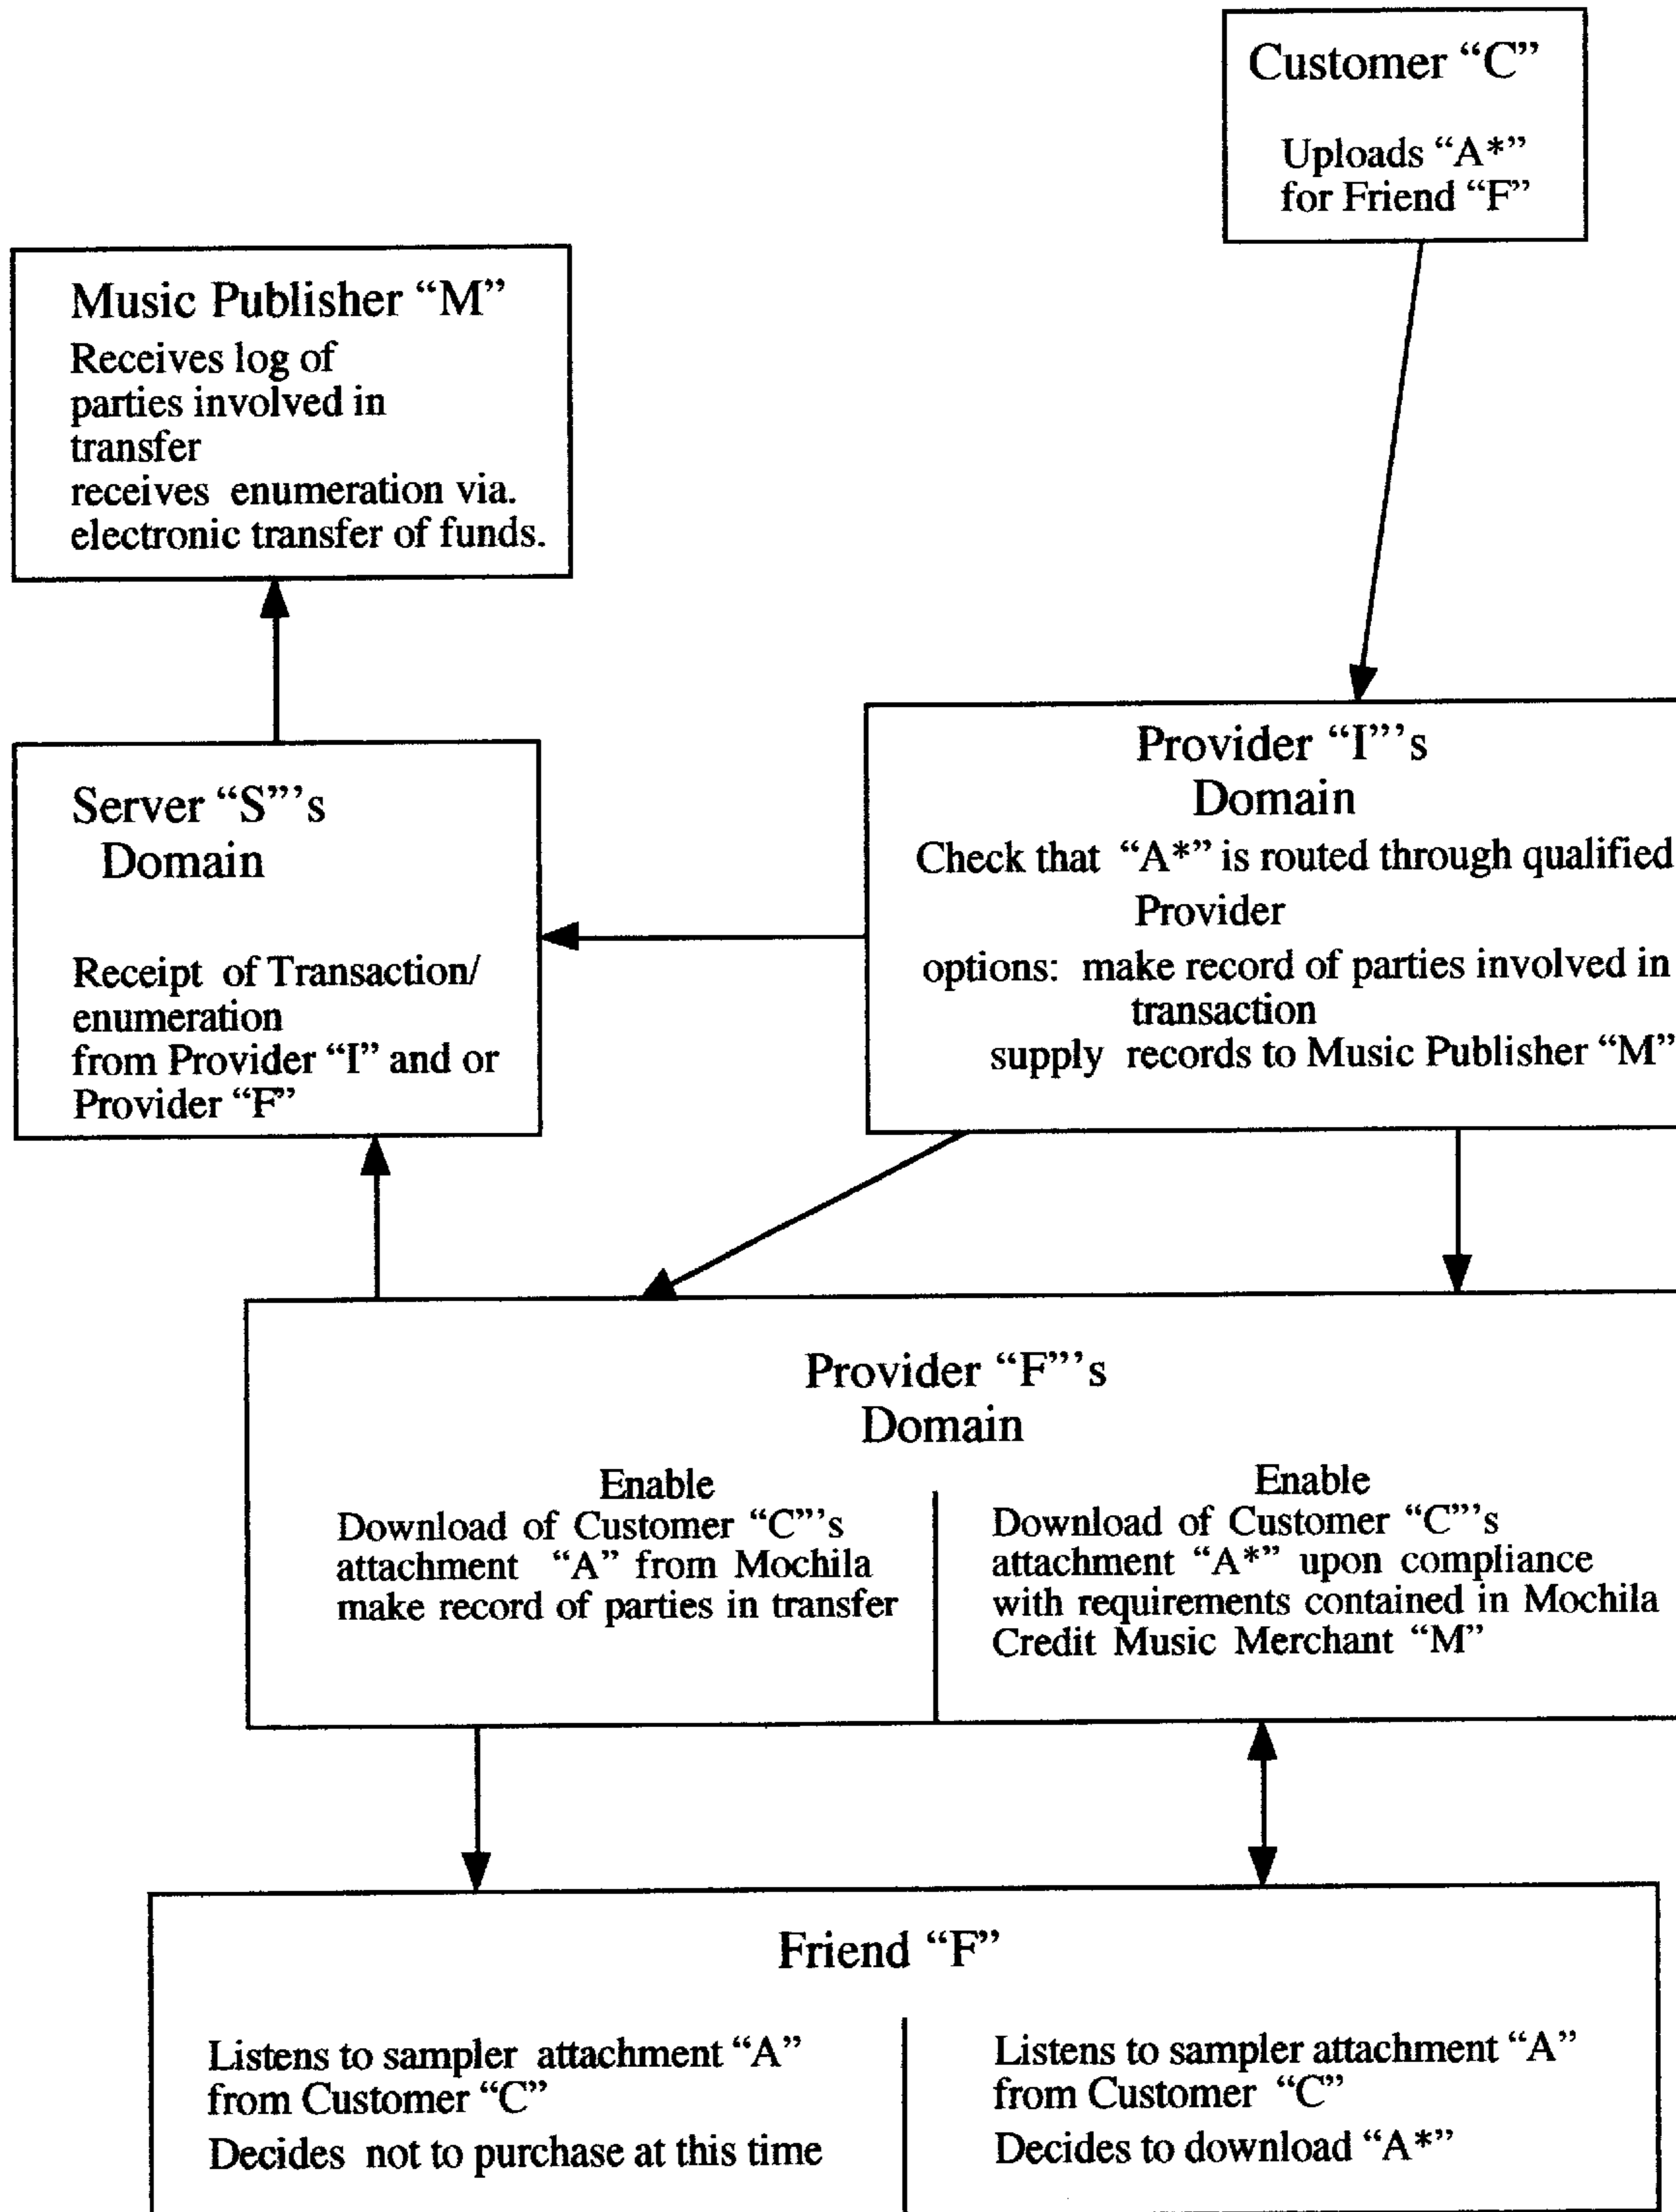 Customer “C”
Uploads “A*”
for Friend “F”
Music Publisher “M”
Receives log of
parties involved in
transfer
receives enumeration via.
electronic transfer of funds.
Provider “I”’s
Domain
Check that “A*” is routed through qualified
Provider
options: make record of parties involved in
transaction
supply records to Music Publisher “M”
Server “S”’s
Domain
Receipt of Transaction/
enumeration
from Provider “I” and or
Provider “F”
Provider “F”’s
Domain
Enable
Download of Customer “C”’s
attachment “A” from Mochila
make record of parties in transfer
Enable
Download of Customer “C”’s
attachment “A*” upon compliance
with requirements contained in Mochila
Credit Music Merchant “M”
Friend “F”
Listens to sampler attachment “A”
from Customer “C”
Decides not to purchase at this time
Listens to sampler attachment “A”
from Customer “C”
Decides to download “A*”